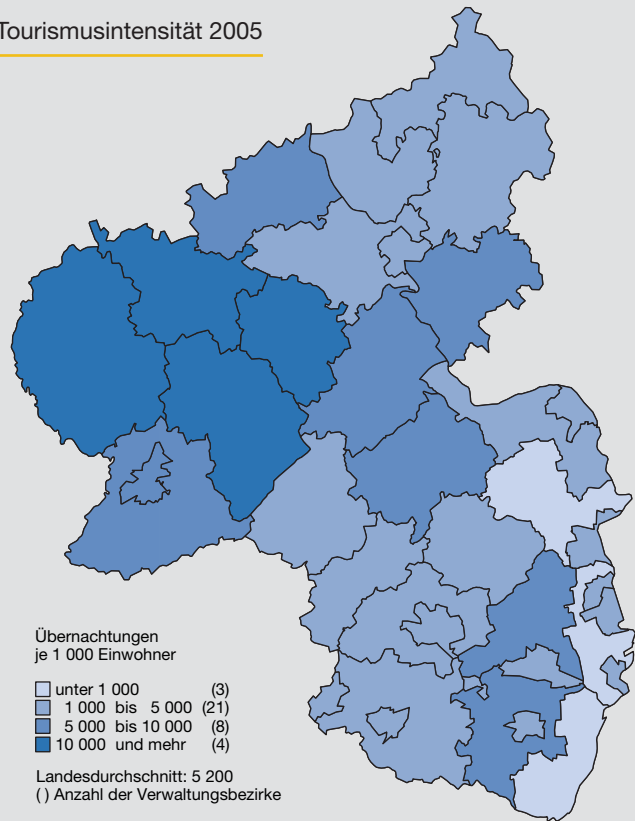 Tourismusintensität 2005
Übernachtungen
je 1 000 Einwohner
unter 1 000 (3)
1 000 bis 5 000 (21)
5 000 bis 10 000 (8)
10 000 und mehr (4)
Landesdurchschnitt: 5 200
( ) Anzahl der Verwaltungsbezirke